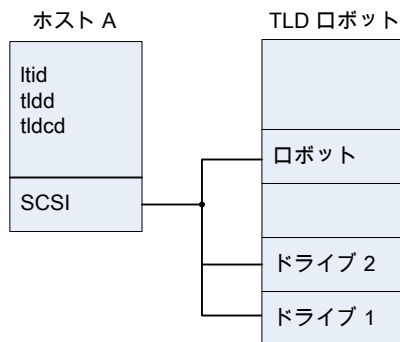 ホスト A
ltid
tldd
tldcd
SCSI
TLD ロボット
ロボット
ドライブ 2
ドライブ 1